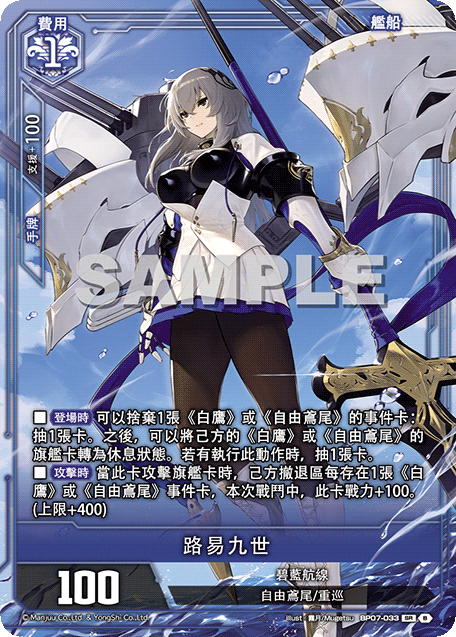 費用
1
艦船
支援+100
手牌
SAMPLE
■ 登場時 可以捨棄1張《白鷹》或《自由鳶尾》的事件卡：
抽1張卡。之後，可以將己方的《白鷹》或《自由鳶尾》的
旗艦卡轉為休息狀態。若有執行此動作時，抽1張卡。
■ 攻擊時 當此卡攻擊旗艦卡時，己方撤退區每存在1張《白
鷹》或《自由鳶尾》事件卡，本次戰鬥中，此卡戰力+100。
(上限+400)
路易九世
100
碧藍航線
自由鳶尾/重巡
© Manjuu Co.,Ltd. & YongShi Co.,Ltd.
Illust 霧月/Mugetsu BP07-033 SR